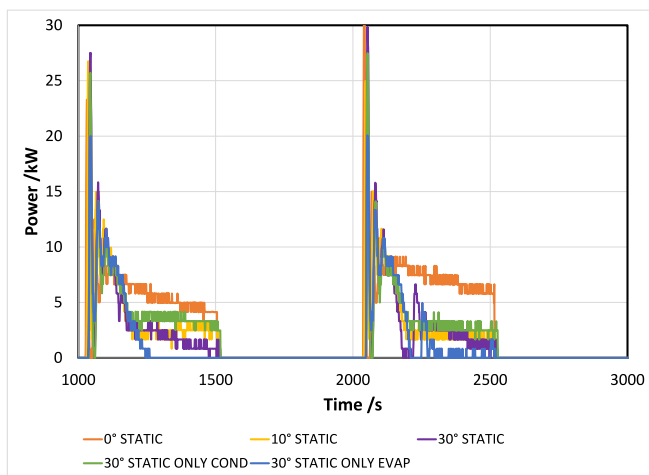 30
25
20
15
10
5
0
Power /kW
1000 1500 2000 2500 3000
Time /s
0° STATIC 10° STATIC 30° STATIC
30° STATIC ONLY COND 30° STATIC ONLY EVAP